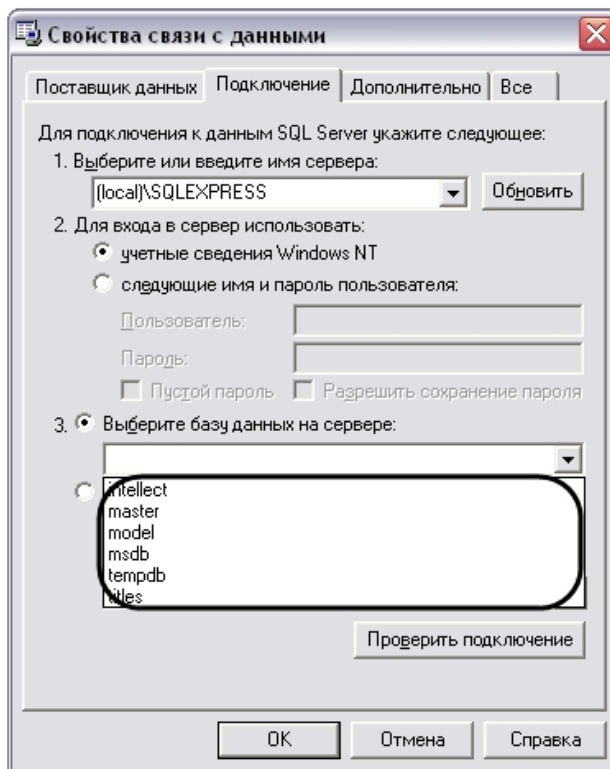 Свойства связи с данными
Поставщик данных Подключение Дополнительно Все
Для подключения к данным SQL Server укажите следующее:
1. Выберите или введите имя сервера:
(local)\SQLEXPRESS Обновить
2. Для входа в сервер использовать:
учетные сведения Windows NT
следующие имя и пароль пользователя:
Пользователь:
Пароль:
Пустой пароль Разрешить сохранение пароля
3. Выберите базу данных на сервере:
intellect
master
model
msdb
tempdb
titles
Проверить подключение
OK Отмена Справка